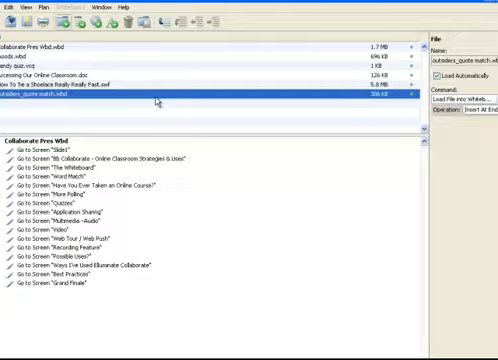 Edit View Plan Whiteboard Window Help
ollaborate Pres Wbd.wbd 1.7 MB
oods.wbd 696 KB
andy quiz.vcq 1 KB
ccessing Our Online Classroom.doc 126 KB
ow To Tie a Shoelace Really Really Fast.swf 5.8 MB
utsiders_quote match.wbd 386 KB
Collaborate Pres Wbd
Go to Screen "Slide1"
Go to Screen "Bb Collaborate - Online Classroom Strategies & Uses"
Go to Screen "The Whiteboard"
Go to Screen "Word Match"
Go to Screen "Have You Ever Taken an Online Course?"
Go to Screen "More Polling"
Go to Screen "Quizzes"
Go to Screen "Application Sharing"
Go to Screen "Multimedia -Audio"
Go to Screen "Video"
Go to Screen "Web Tour / Web Push"
Go to Screen "Recording Feature"
Go to Screen "Possible Uses?"
Go to Screen "Ways I've Used Elluminate Collaborate"
Go to Screen "Best Practices"
Go to Screen "Grand Finale"
File
Name:
outsiders_quote match.w
Load Automatically
Command:
Load File into Whiteb...
Operation: Insert At End